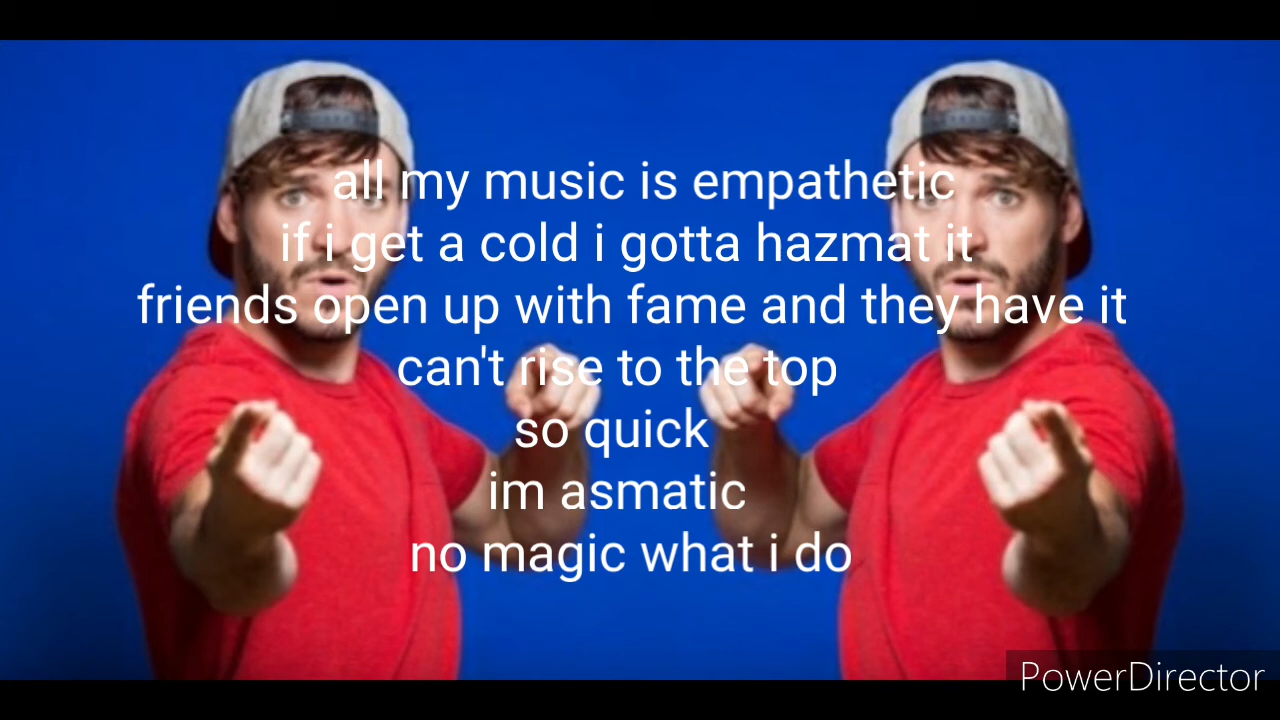 all my music is empathetic
if i get a cold i gotta hazmat it
friends open up with fame and they have it
can't rise to the top
so quick
im asmatic
no magic what i do
PowerDirector